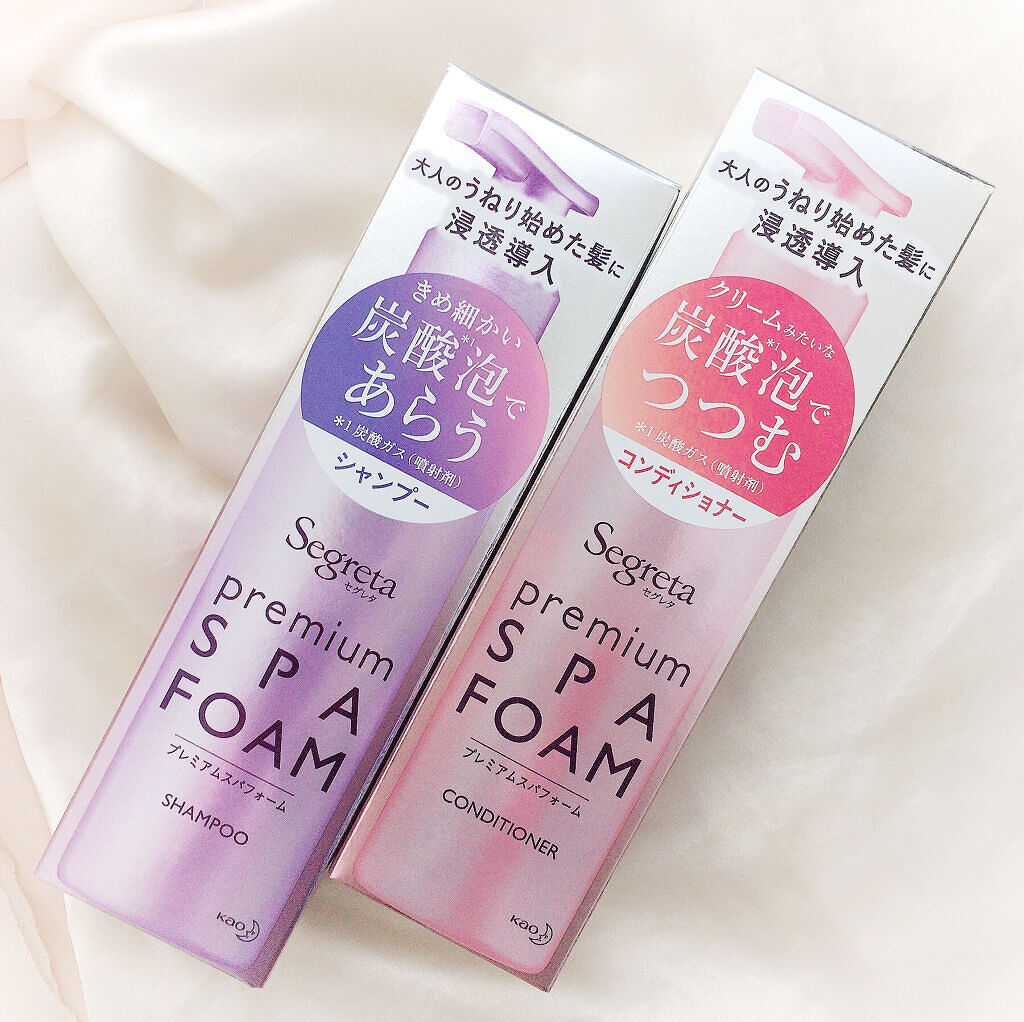 大人のうねり始めた髪に
浸透導入
きめ細かい
炭酸泡*1で
あらう
*1炭酸ガス(噴射剤)
シャンプー
Segreta
セグレタ
premium
SPA
FOAM
プレミアムスパフォーム
SHAMPOO
Kao
大人のうねり始めた髪に
浸透導入
クリームみたいな
炭酸泡*1で
つつむ
*1炭酸ガス(噴射剤)
コンディショナー
Segreta
セグレタ
premium
SPA
FOAM
プレミアムスパフォーム
CONDITIONER
Kao